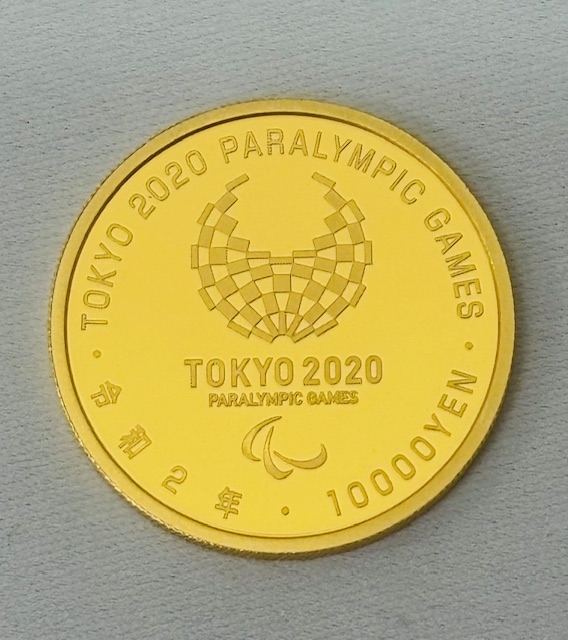 TOKYO 2020 PARALYMPIC GAMES
TOKYO 2020
PARALYMPIC GAMES
令和2年
10000YEN